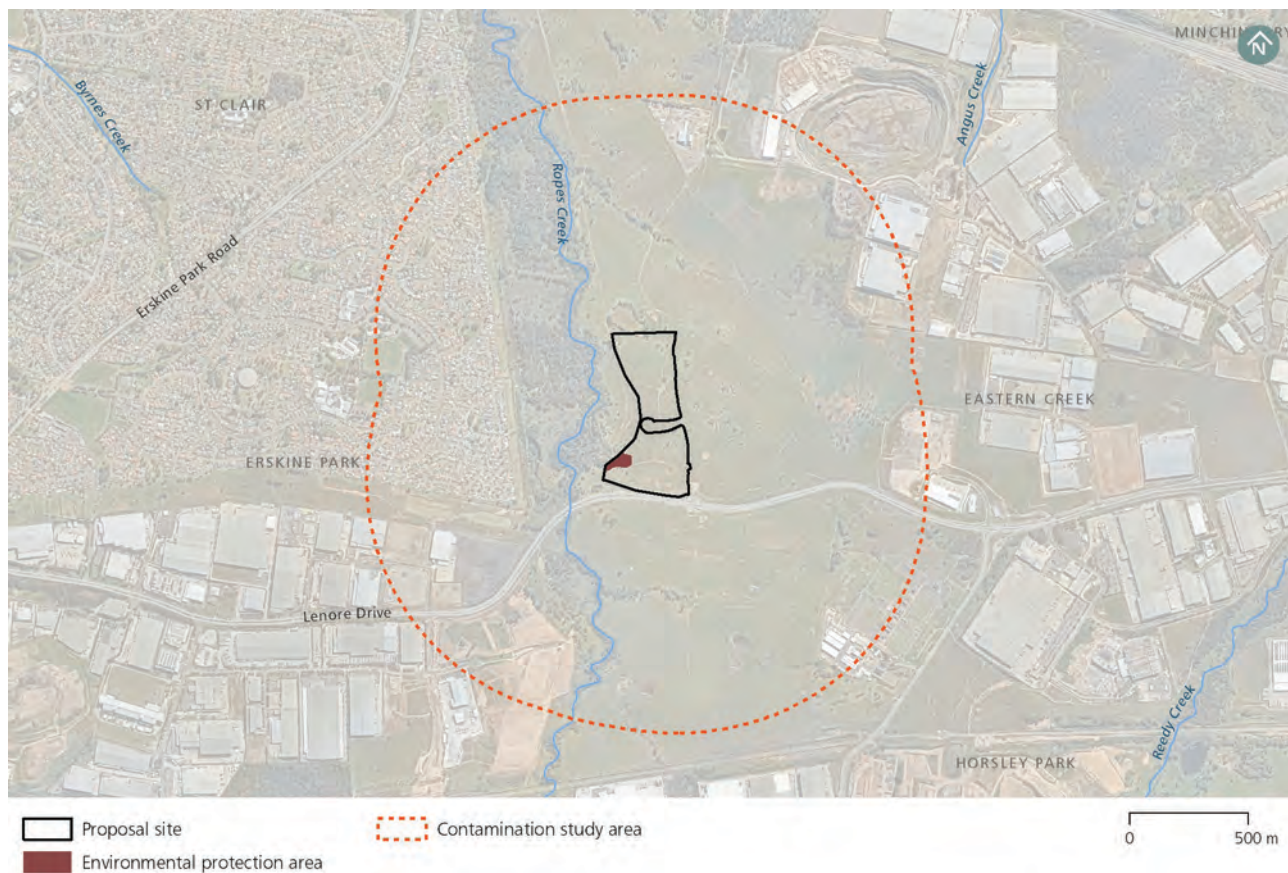 MINCHINBURY
N
Byrnes Creek
ST CLAIR
Angus Creek
Ropes Creek
Erskine Park Road
EASTERN CREEK
ERSKINE PARK
Lenore Drive
Reedy Creek
HORSLEY PARK
Proposal site
Contamination study area
Environmental protection area
0 500 m